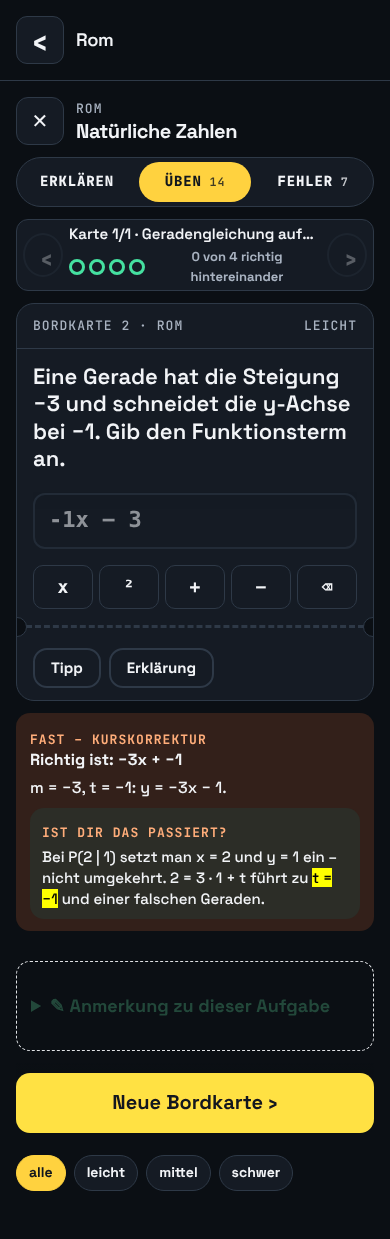 < Rom
✕ ROM
Natürliche Zahlen
ERKLÄREN ÜBEN 14 FEHLER 7
Karte 1/1 · Geradengleichung auf…
< 0 von 4 richtig >
hintereinander
BORDKARTE 2 · ROM LEICHT
Eine Gerade hat die Steigung
−3 und schneidet die y-Achse
bei −1. Gib den Funktionsterm
an.
-1x − 3
x ² + − ⌫
Tipp Erklärung
FAST – KURSKORREKTUR
Richtig ist: −3x + −1
m = −3, t = −1: y = −3x − 1.
IST DIR DAS PASSIERT?
Bei P(2 | 1) setzt man x = 2 und y = 1 ein –
nicht umgekehrt. 2 = 3 · 1 + t führt zu t =
−1 und einer falschen Geraden.
▶ ✎ Anmerkung zu dieser Aufgabe
Neue Bordkarte >
alle leicht mittel schwer